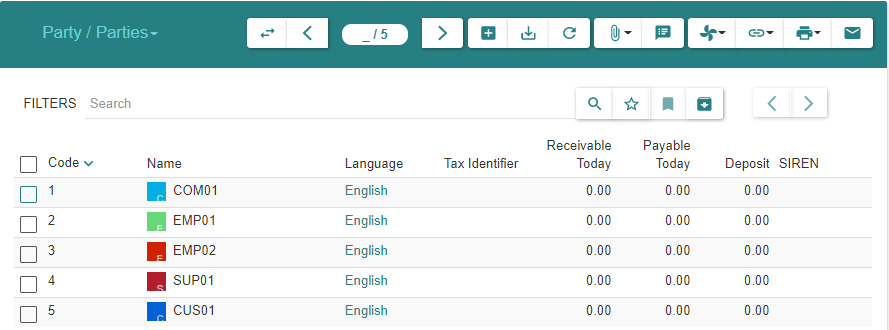 Party / Parties
_ / 5
FILTERS Search
Code Name Language Tax Identifier Receivable Today Payable Today Deposit SIREN
1 C COM01 English 0.00 0.00 0.00
2 E EMP01 English 0.00 0.00 0.00
3 E EMP02 English 0.00 0.00 0.00
4 S SUP01 English 0.00 0.00 0.00
5 C CUS01 English 0.00 0.00 0.00